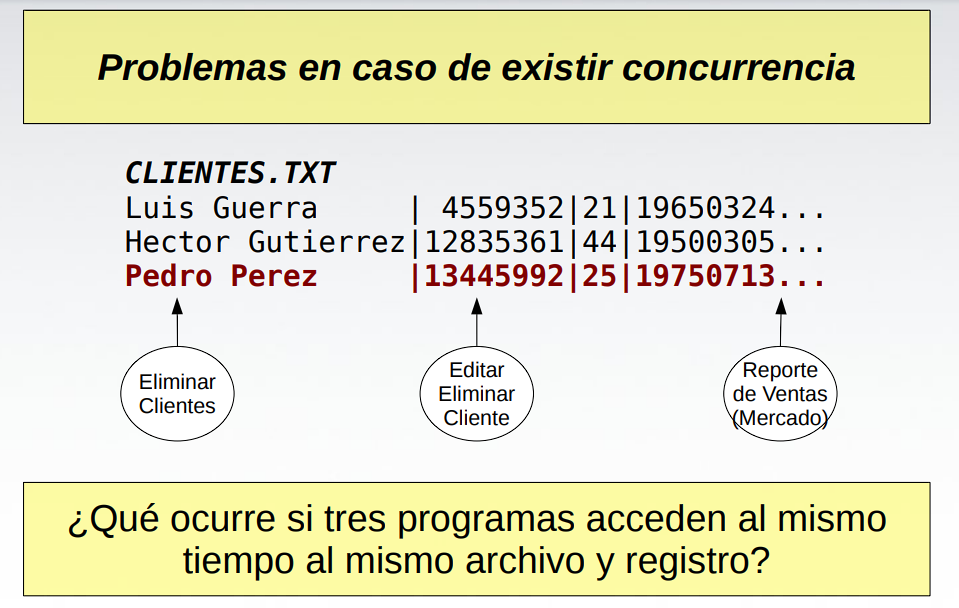 Problemas en caso de existir concurrencia
CLIENTES.TXT
Luis Guerra     | 4559352|21|19650324...
Hector Gutierrez|12835361|44|19500305...
Pedro Perez     |13445992|25|19750713...
Eliminar
Clientes
Editar
Eliminar
Cliente
Reporte
de Ventas
(Mercado)
¿Qué ocurre si tres programas acceden al mismo
tiempo al mismo archivo y registro?